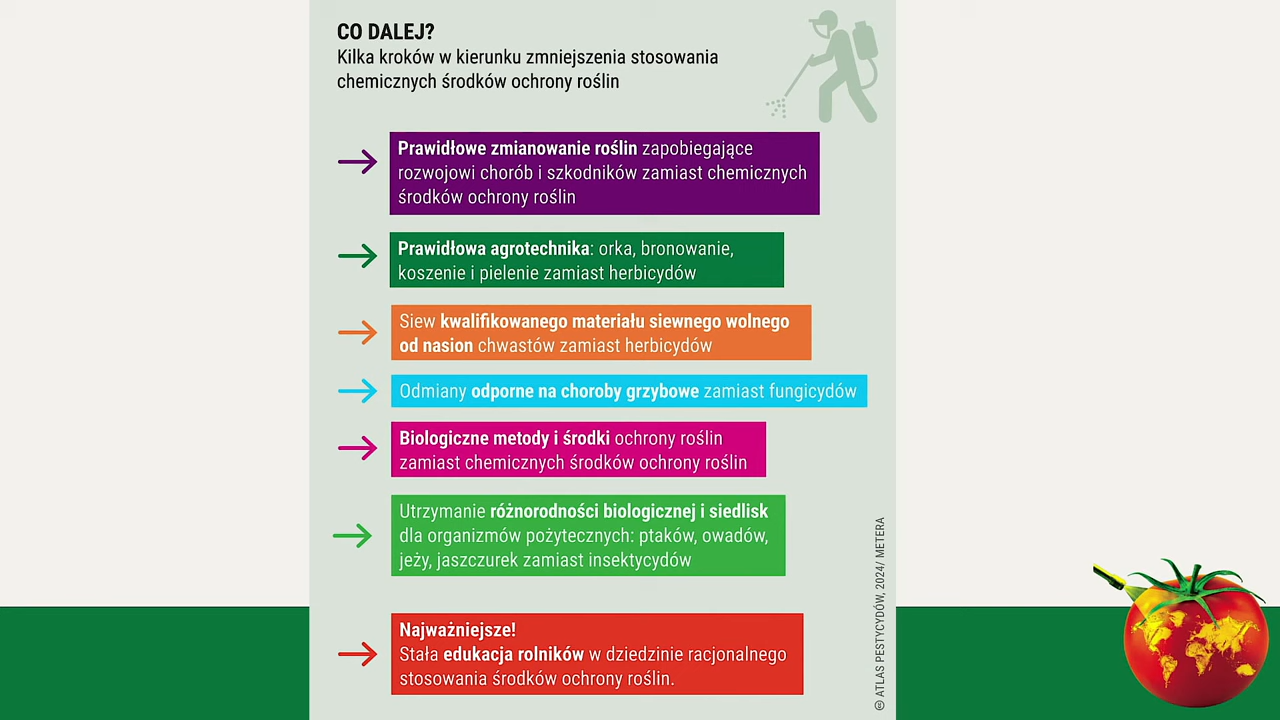 CO DALEJ?
Kilka kroków w kierunku zmniejszenia stosowania
chemicznych środków ochrony roślin
Prawidłowe zmianowanie roślin zapobiegające
rozwojowi chorób i szkodników zamiast chemicznych
środków ochrony roślin
Prawidłowa agrotechnika: orka, bronowanie,
koszenie i pielenie zamiast herbicydów
Siew kwalifikowanego materiału siewnego wolnego
od nasion chwastów zamiast herbicydów
Odmiany odporne na choroby grzybowe zamiast fungicydów
Biologiczne metody i środki ochrony roślin
zamiast chemicznych środków ochrony roślin
Utrzymanie różnorodności biologicznej i siedlisk
dla organizmów pożytecznych: ptaków, owadów,
jeży, jaszczurek zamiast insektycydów
Najważniejsze!
Stała edukacja rolników w dziedzinie racjonalnego
stosowania środków ochrony roślin.
🅭 ATLAS PESTYCYDÓW, 2024/ METERA